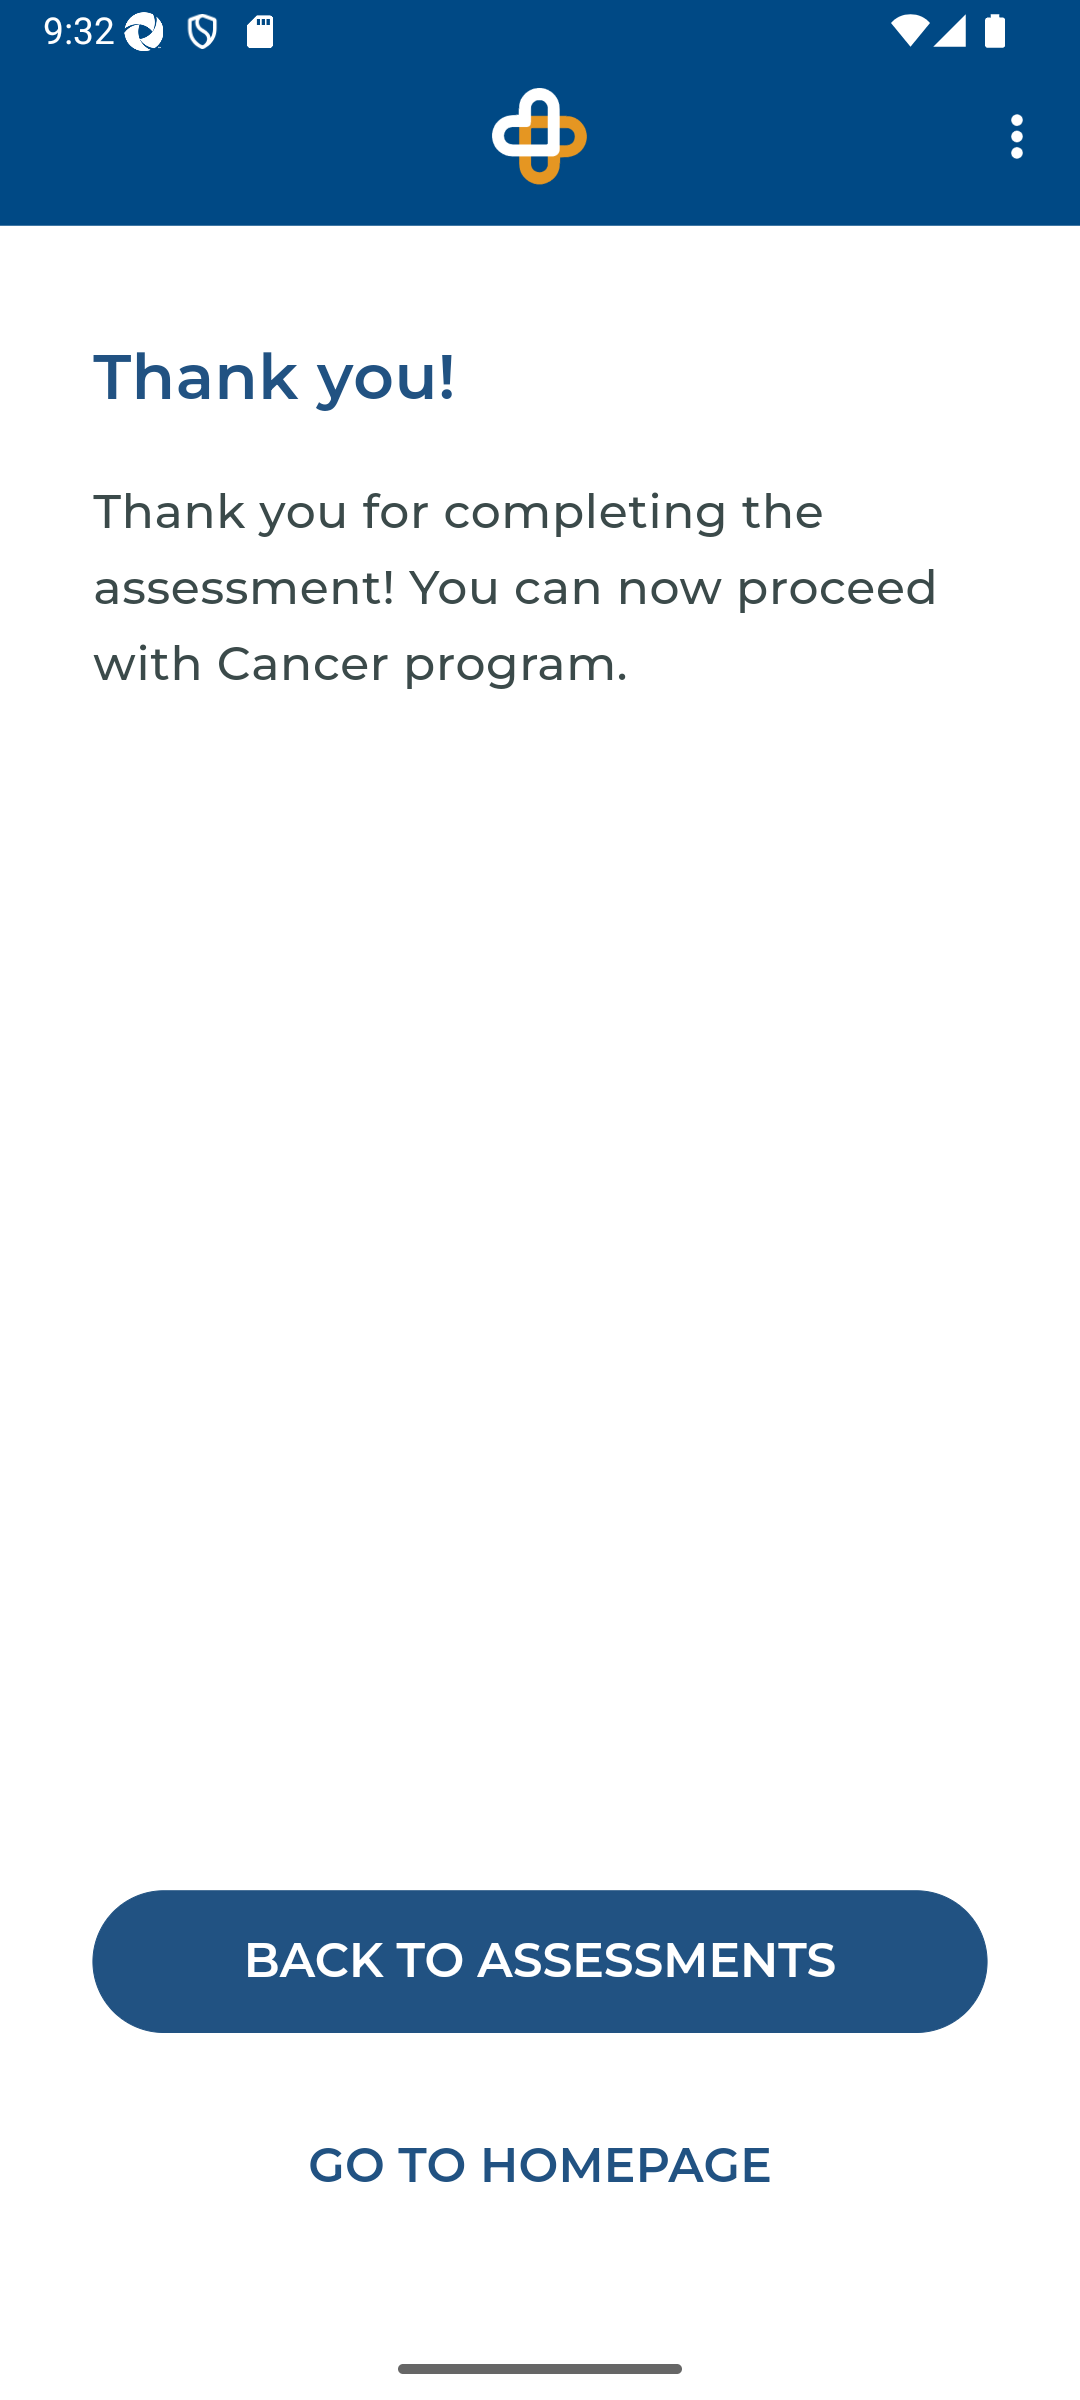 9:32
Thank you!
Thank you for completing the
assessment! You can now proceed
with Cancer program.
BACK TO ASSESSMENTS
GO TO HOMEPAGE